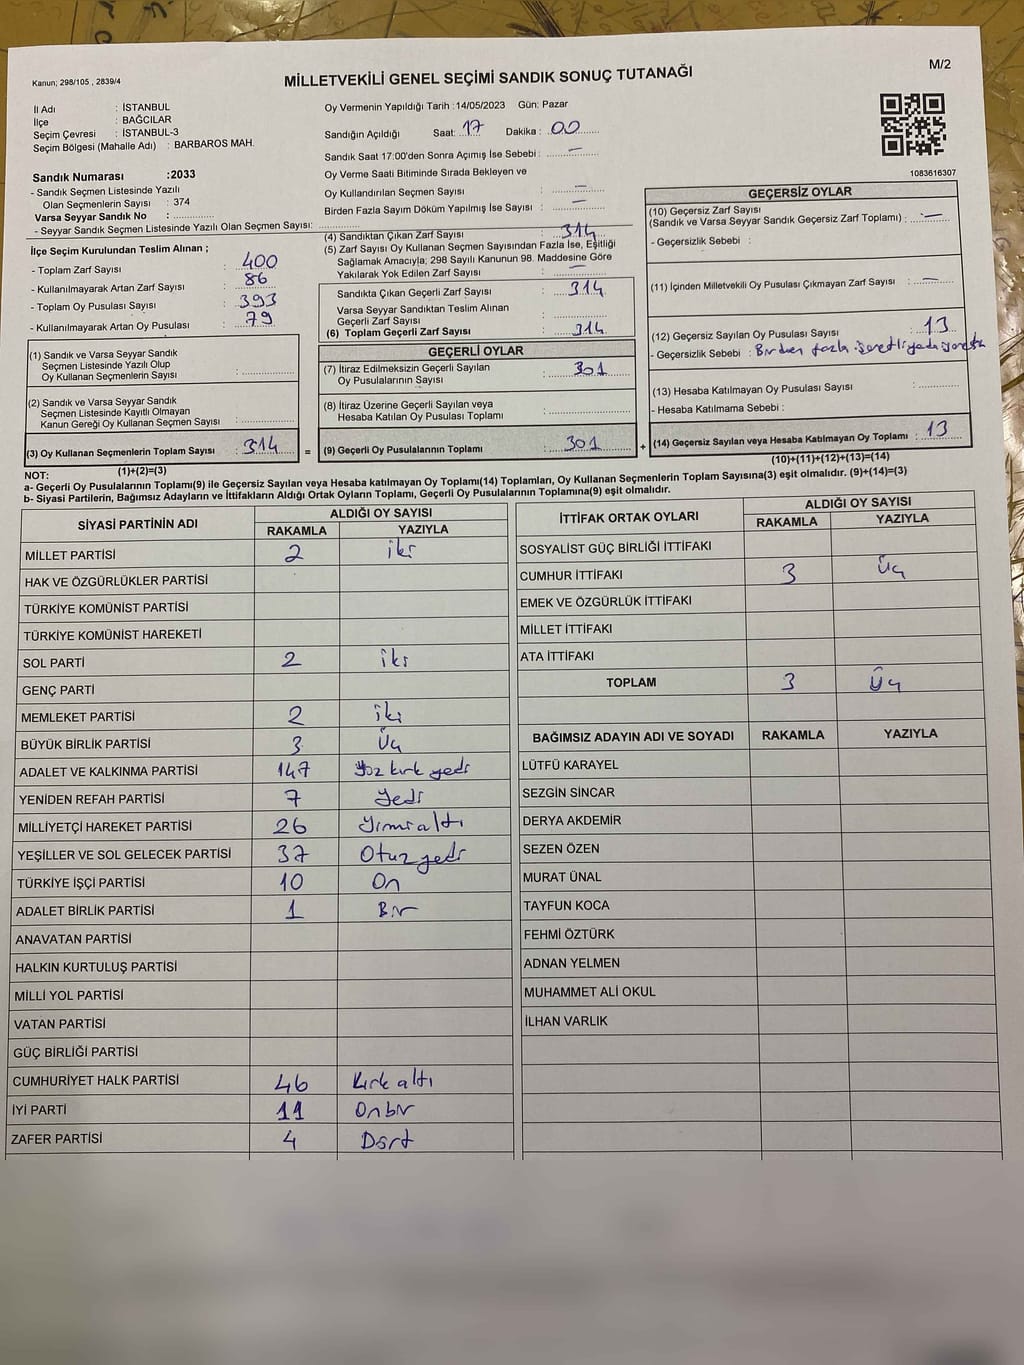 Kanun; 298/105 , 2839/4
MİLLETVEKİLİ GENEL SEÇİMİ SANDIK SONUÇ TUTANAĞI
M/2
İl Adı : İSTANBUL
İlçe : BAĞCILAR
Seçim Çevresi : İSTANBUL-3
Seçim Bölgesi (Mahalle Adı) : BARBAROS MAH.
Sandık Numarası :2033
- Sandık Seçmen Listesinde Yazılı
Olan Seçmenlerin Sayısı : 374
Varsa Seyyar Sandık No :
- Seyyar Sandık Seçmen Listesinde Yazılı Olan Seçmen Sayısı:
Oy Vermenin Yapıldığı Tarih :14/05/2023 Gün: Pazar
Sandığın Açıldığı Saat: 17 Dakika : 00
Sandık Saat 17:00'den Sonra Açımış İse Sebebi : —
Oy Verme Saati Bitiminde Sırada Bekleyen ve
Oy Kullandırılan Seçmen Sayısı : —
Birden Fazla Sayım Döküm Yapılmış İse Sayısı : —
1083616307
İlçe Seçim Kurulundan Teslim Alınan ;
- Toplam Zarf Sayısı : 400
- Kullanılmayarak Artan Zarf Sayısı : 86
- Toplam Oy Pusulası Sayısı : 393
- Kullanılmayarak Artan Oy Pusulası : 79
(4) Sandıktan Çıkan Zarf Sayısı : 314
(5) Zarf Sayısı Oy Kullanan Seçmen Sayısından Fazla İse, Eşitliği
Sağlamak Amacıyla; 298 Sayılı Kanunun 98. Maddesine Göre
Yakılarak Yok Edilen Zarf Sayısı : —
Sandıkta Çıkan Geçerli Zarf Sayısı : 314
Varsa Seyyar Sandıktan Teslim Alınan
Geçerli Zarf Sayısı :
(6) Toplam Geçerli Zarf Sayısı : 314
GEÇERSİZ OYLAR
(10) Geçersiz Zarf Sayısı
(Sandık ve Varsa Seyyar Sandık Geçersiz Zarf Toplamı) : —
- Geçersizlik Sebebi :
(11) İçinden Milletvekili Oy Pusulası Çıkmayan Zarf Sayısı : —
(12) Geçersiz Sayılan Oy Pusulası Sayısı : 13
- Geçersizlik Sebebi : Birden fazla işaretli
(13) Hesaba Katılmayan Oy Pusulası Sayısı :
- Hesaba Katılmama Sebebi :
(14) Geçersiz Sayılan veya Hesaba Katılmayan Oy Toplamı : 13
(10)+(11)+(12)+(13)=(14)
(1) Sandık ve Varsa Seyyar Sandık
Seçmen Listesinde Yazılı Olup
Oy Kullanan Seçmenlerin Sayısı :
(2) Sandık ve Varsa Seyyar Sandık
Seçmen Listesinde Kayıtlı Olmayan
Kanun Gereği Oy Kullanan Seçmen Sayısı :
(3) Oy Kullanan Seçmenlerin Toplam Sayısı : 314 =
(1)+(2)=(3)
GEÇERLİ OYLAR
(7) İtiraz Edilmeksizin Geçerli Sayılan
Oy Pusulalarının Sayısı : 301
(8) İtiraz Üzerine Geçerli Sayılan veya
Hesaba Katılan Oy Pusulası Toplamı :
(9) Geçerli Oy Pusulalarının Toplamı : 301 +
NOT:
a- Geçerli Oy Pusulalarının Toplamı(9) ile Geçersiz Sayılan veya Hesaba katılmayan Oy Toplamı(14) Toplamları, Oy Kullanan Seçmenlerin Toplam Sayısına(3) eşit olmalıdır. (9)+(14)=(3)
b- Siyasi Partilerin, Bağımsız Adayların ve İttifakların Aldığı Ortak Oyların Toplamı, Geçerli Oy Pusulalarının Toplamına(9) eşit olmalıdır.
SİYASİ PARTİNİN ADI ALDIĞI OY SAYISI
RAKAMLA YAZIYLA
MİLLET PARTİSİ 2 iki
HAK VE ÖZGÜRLÜKLER PARTİSİ
TÜRKİYE KOMÜNİST PARTİSİ
TÜRKİYE KOMÜNİST HAREKETİ
SOL PARTİ 2 iki
GENÇ PARTİ
MEMLEKET PARTİSİ 2 iki
BÜYÜK BİRLİK PARTİSİ 3 Üç
ADALET VE KALKINMA PARTİSİ 147 Yüz kırk yedi
YENİDEN REFAH PARTİSİ 7 Yedi
MİLLİYETÇİ HAREKET PARTİSİ 26 Yirmi altı
YEŞİLLER VE SOL GELECEK PARTİSİ 37 Otuz yedi
TÜRKİYE İŞÇİ PARTİSİ 10 On
ADALET BİRLİK PARTİSİ 1 Bir
ANAVATAN PARTİSİ
HALKIN KURTULUŞ PARTİSİ
MİLLİ YOL PARTİSİ
VATAN PARTİSİ
GÜÇ BİRLİĞİ PARTİSİ
CUMHURİYET HALK PARTİSİ 46 Kırk altı
İYİ PARTİ 11 Onbir
ZAFER PARTİSİ 4 Dört
İTTİFAK ORTAK OYLARI ALDIĞI OY SAYISI
RAKAMLA YAZIYLA
SOSYALİST GÜÇ BİRLİĞİ İTTİFAKI
CUMHUR İTTİFAKI 3 Üç
EMEK VE ÖZGÜRLÜK İTTİFAKI
MİLLET İTTİFAKI
ATA İTTİFAKI
TOPLAM 3 Üç
BAĞIMSIZ ADAYIN ADI VE SOYADI RAKAMLA YAZIYLA
LÜTFÜ KARAYEL
SEZGİN SİNCAR
DERYA AKDEMİR
SEZEN ÖZEN
MURAT ÜNAL
TAYFUN KOCA
FEHMİ ÖZTÜRK
ADNAN YELMEN
MUHAMMET ALİ OKUL
İLHAN VARLIK